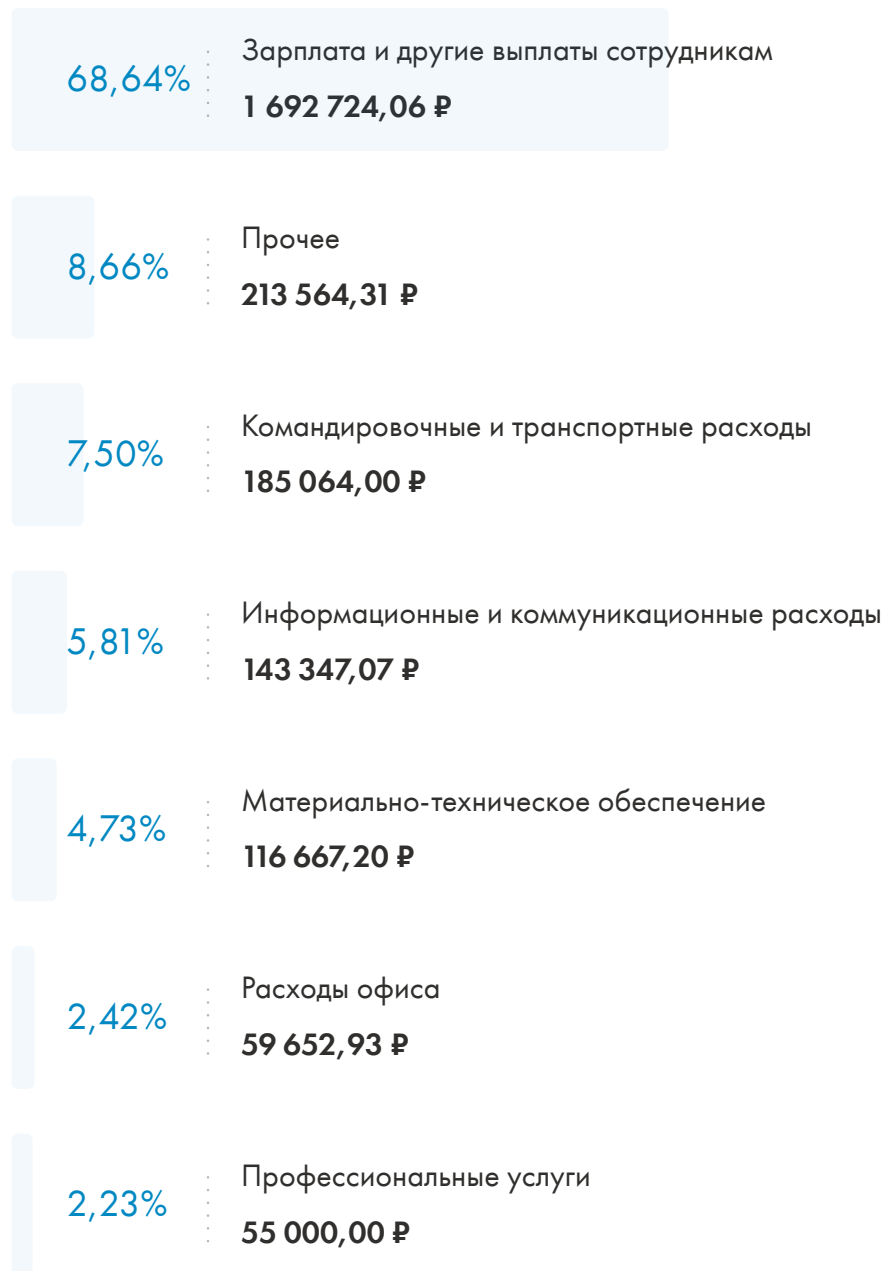 68,64%
Зарплата и другие выплаты сотрудникам
1 692 724,06 ₽
8,66%
Прочее
213 564,31 ₽
7,50%
Командировочные и транспортные расходы
185 064,00 ₽
5,81%
Информационные и коммуникационные расходы
143 347,07 ₽
4,73%
Материально-техническое обеспечение
116 667,20 ₽
2,42%
Расходы офиса
59 652,93 ₽
2,23%
Профессиональные услуги
55 000,00 ₽